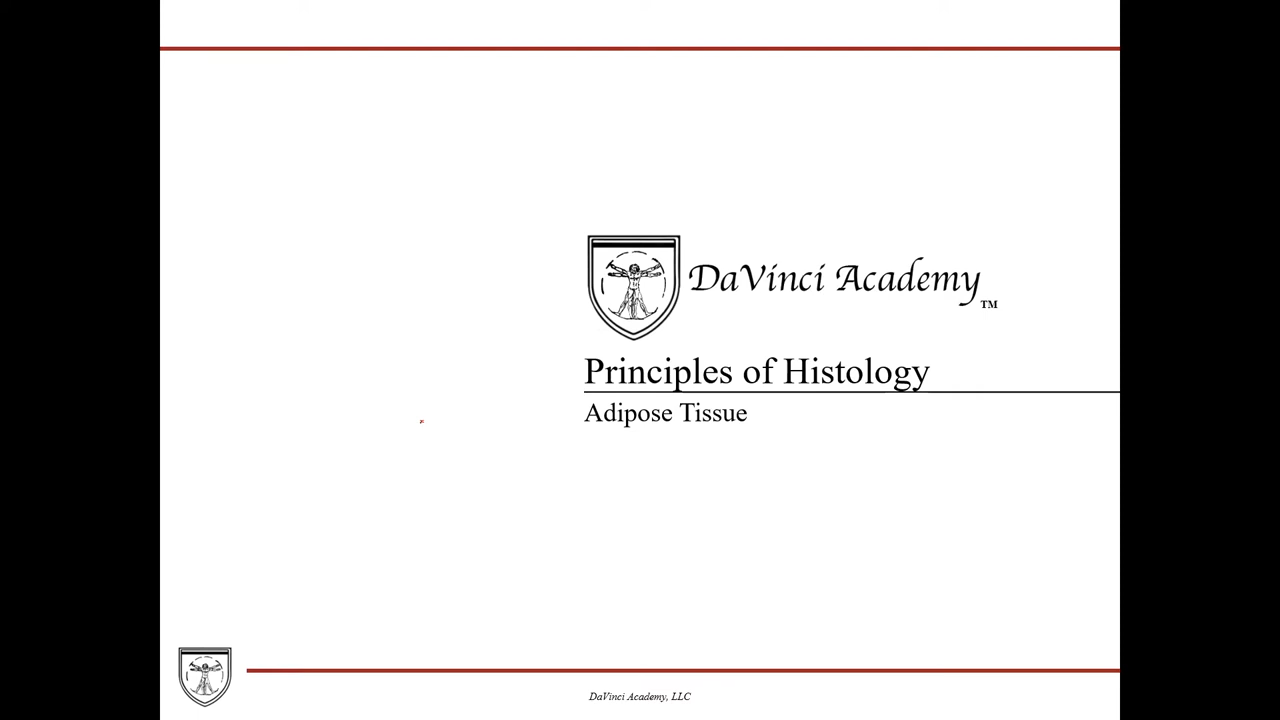 DaVinci Academy TM
Principles of Histology
Adipose Tissue
DaVinci Academy, LLC